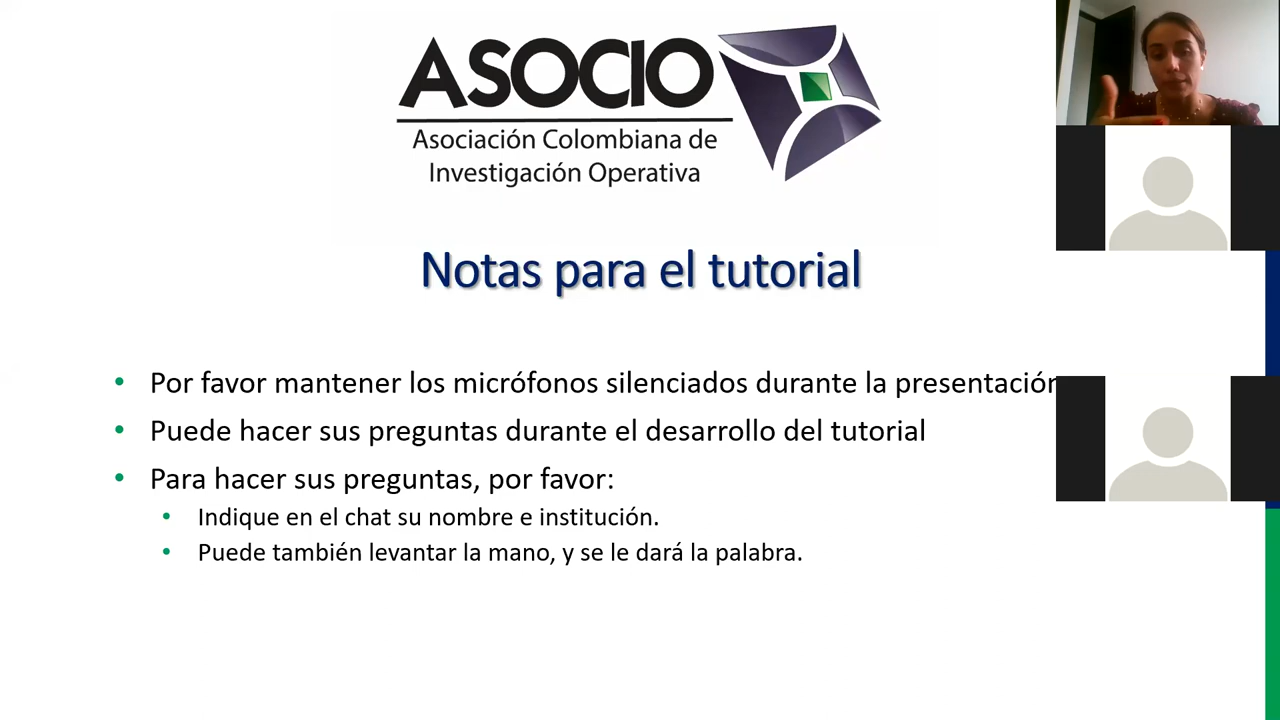 ASOCIO
Asociación Colombiana de
Investigación Operativa
Notas para el tutorial
• Por favor mantener los micrófonos silenciados durante la presentación
• Puede hacer sus preguntas durante el desarrollo del tutorial
• Para hacer sus preguntas, por favor:
• Indique en el chat su nombre e institución.
• Puede también levantar la mano, y se le dará la palabra.